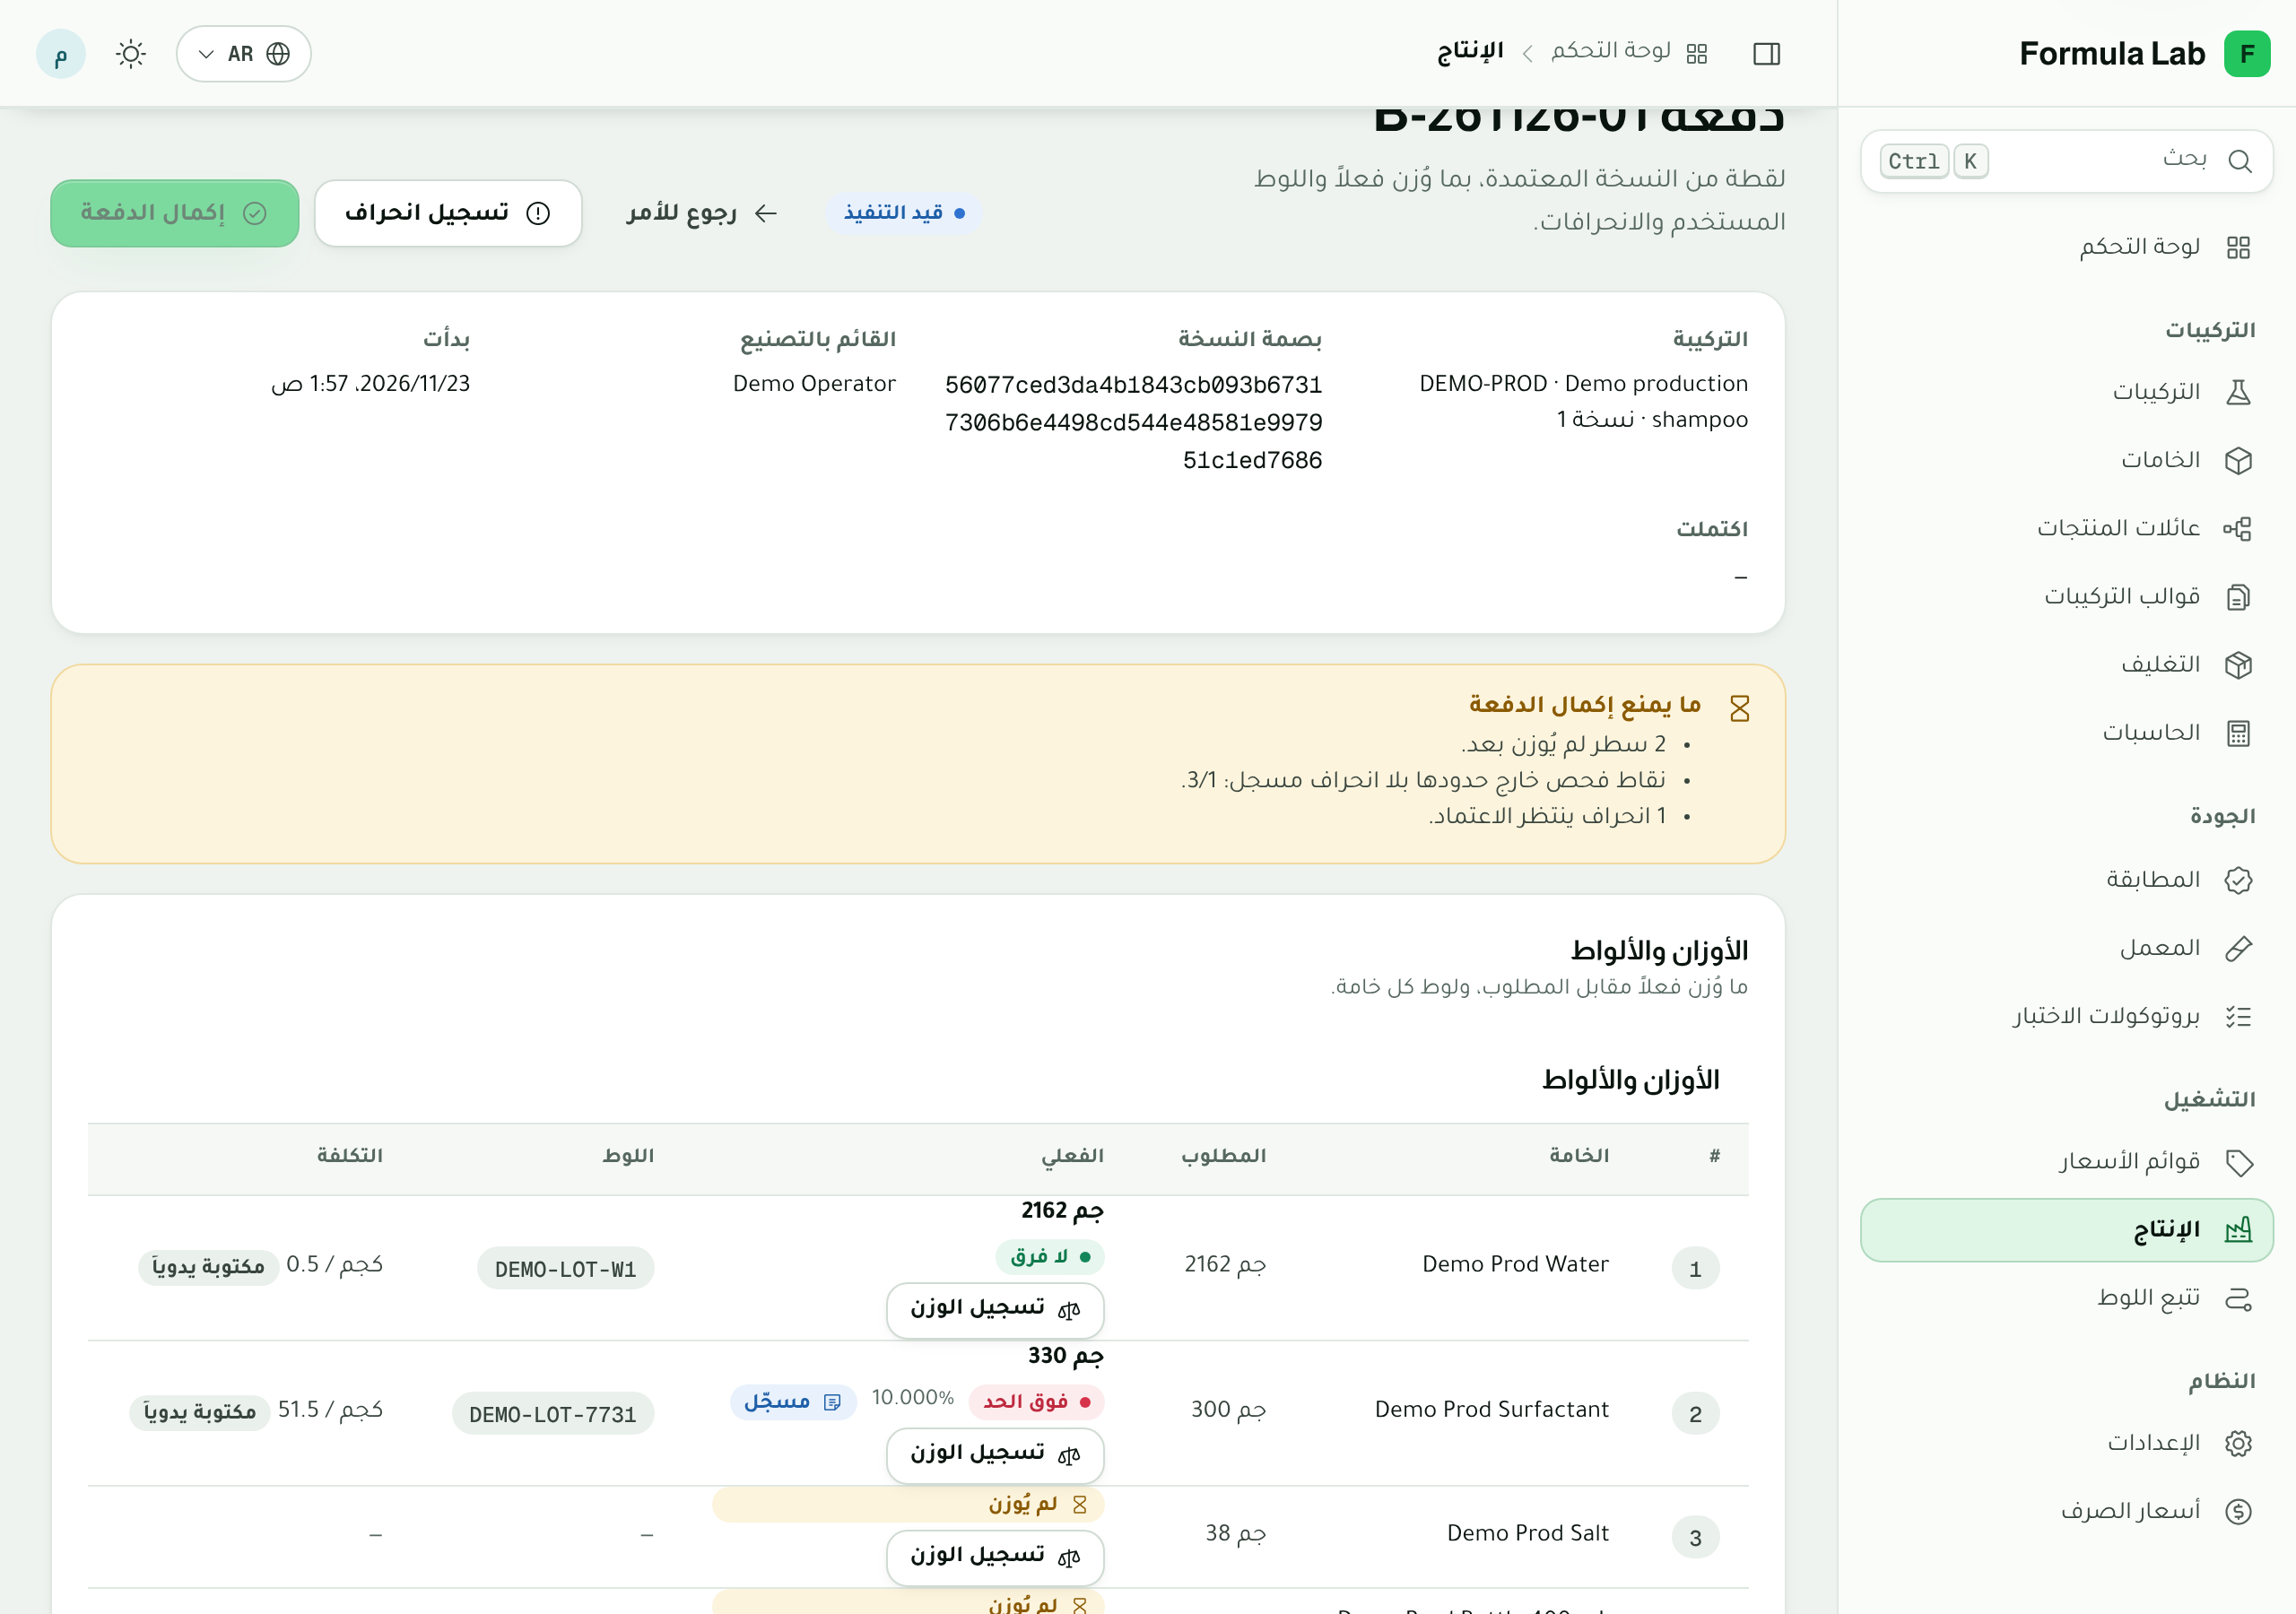 Formula Lab
F
بحث
Ctrl K
لوحة التحكم
التركيبات
التركيبات
الخامات
عائلات المنتجات
قوالب التركيبات
التغليف
الحاسبات
الجودة
المطابقة
المعمل
بروتوكولات الاختبار
التشغيل
قوائم الأسعار
الإنتاج
تتبع اللوط
النظام
الإعدادات
أسعار الصرف
لوحة التحكم
الإنتاج
AR
م
دفعة B-261126-01
لقطة من النسخة المعتمدة، بما وُزن فعلاً واللوط
المستخدم والانحرافات.
قيد التنفيذ
رجوع للأمر
تسجيل انحراف
إكمال الدفعة
التركيبة
DEMO-PROD · Demo production
shampoo · نسخة 1
بصمة النسخة
56077ced3da4b1843cb093b6731
7306b6e4498cd544e48581e9979
51c1ed7686
القائم بالتصنيع
Demo Operator
بدأت
2026/11/23، 1:57 ص
اكتملت
–
ما يمنع إكمال الدفعة
• 2 سطر لم يُوزن بعد.
• نقاط فحص خارج حدودها بلا انحراف مسجل: 3/1.
• 1 انحراف ينتظر الاعتماد.
الأوزان والألواط
ما وُزن فعلاً مقابل المطلوب، ولوط كل خامة.
الأوزان والألواط
# الخامة المطلوب الفعلي اللوط التكلفة
1 Demo Prod Water
2162 جم
2162 جم
لا فرق
تسجيل الوزن
DEMO-LOT-W1
0.5 / كجم مكتوبة يدوياً
2 Demo Prod Surfactant
300 جم
330 جم
فوق الحد 10.000% مسجّل
تسجيل الوزن
DEMO-LOT-7731
51.5 / كجم مكتوبة يدوياً
3 Demo Prod Salt
38 جم
لم يُوزن
تسجيل الوزن
–
–
لم يُوزن